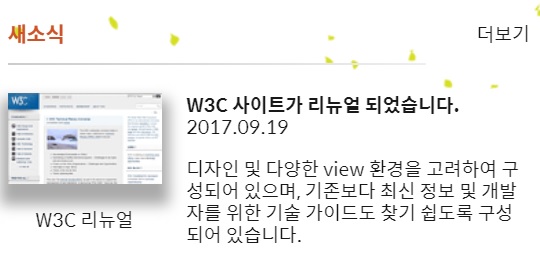 새소식
더보기
W3C
W3C 사이트가 리뉴얼 되었습니다.
2017.09.19
디자인 및 다양한 view 환경을 고려하여 구
성되어 있으며, 기존보다 최신 정보 및 개발
자를 위한 기술 가이드도 찾기 쉽도록 구성
되어 있습니다.
W3C 리뉴얼